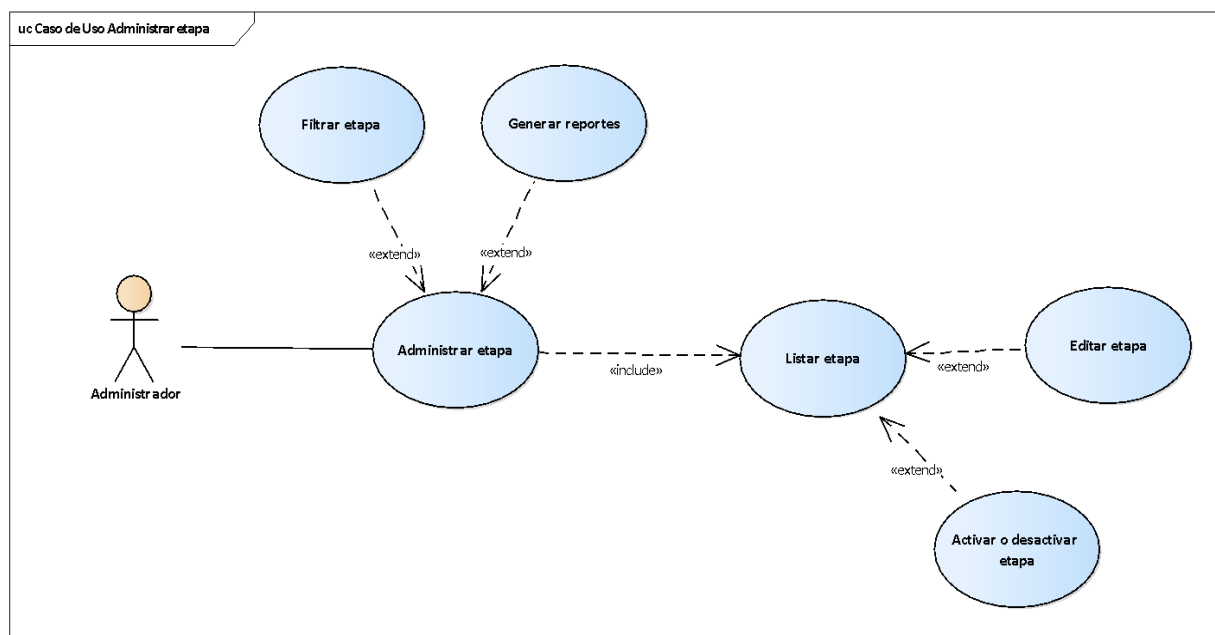 uc Caso de Uso Administrar etapa
Filtrar etapa
Generar reportes
«extend»
«extend»
Administrador
Administrar etapa
«include»
Listar etapa
«extend»
Editar etapa
«extend»
Activar o desactivar
etapa